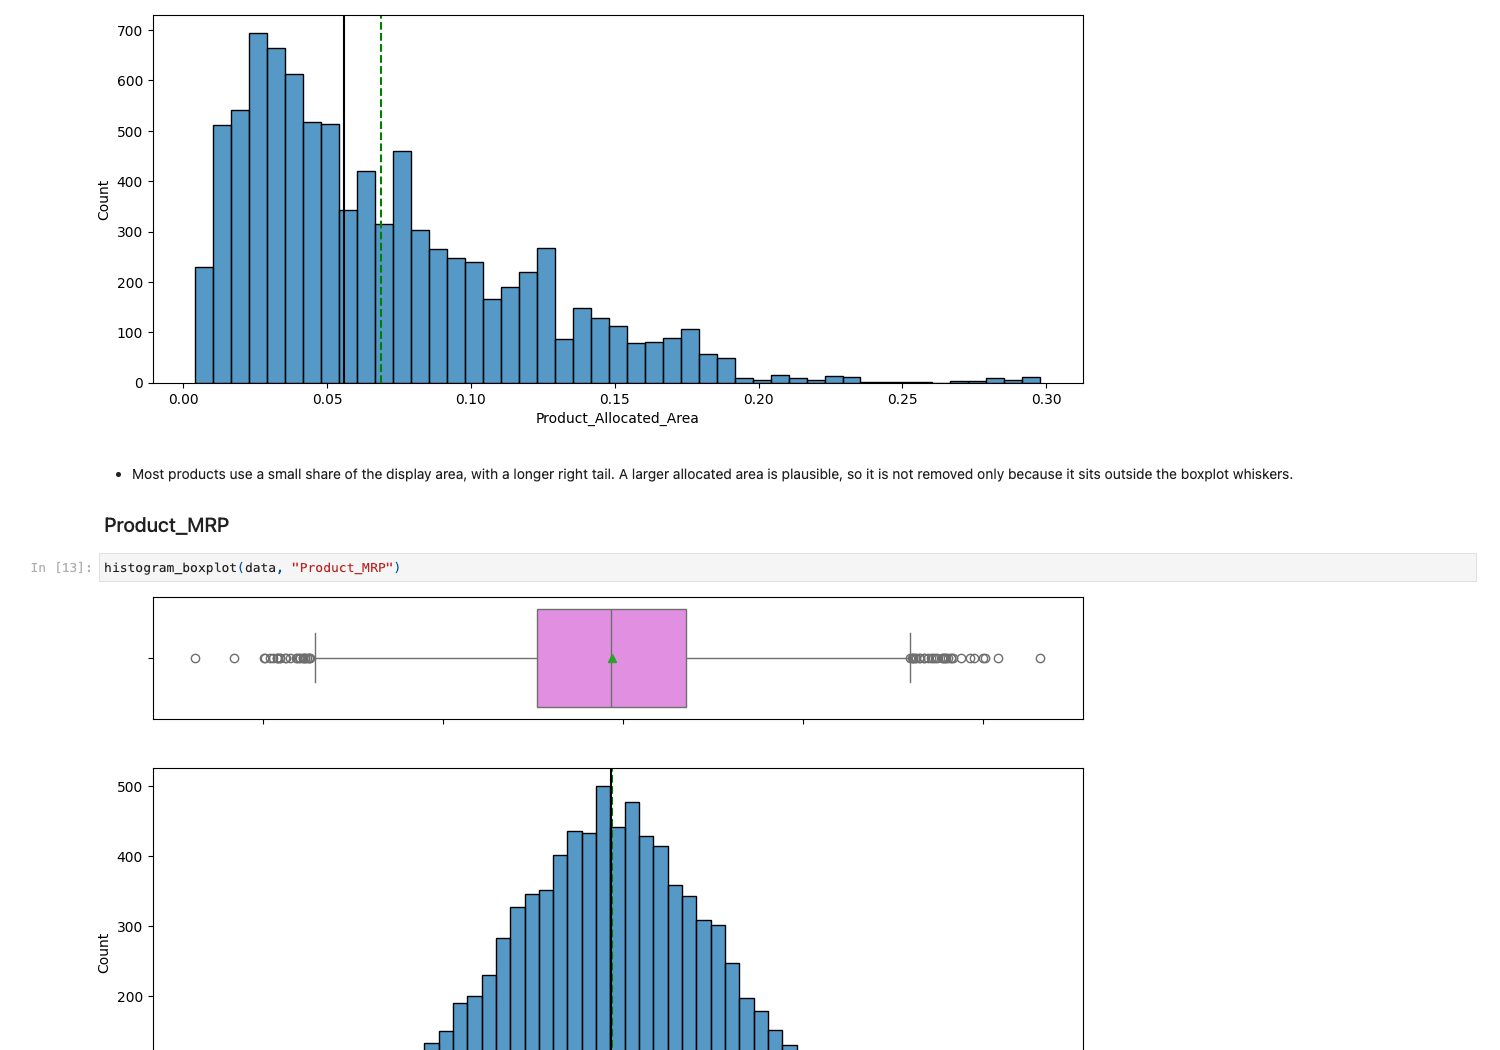 700
600
500
400
300
200
100
0
Count
0.00 0.05 0.10 0.15 0.20 0.25 0.30
Product_Allocated_Area
• Most products use a small share of the display area, with a longer right tail. A larger allocated area is plausible, so it is not removed only because it sits outside the boxplot whiskers.
Product_MRP
In [13]: histogram_boxplot(data, "Product_MRP")
500
400
300
200
Count